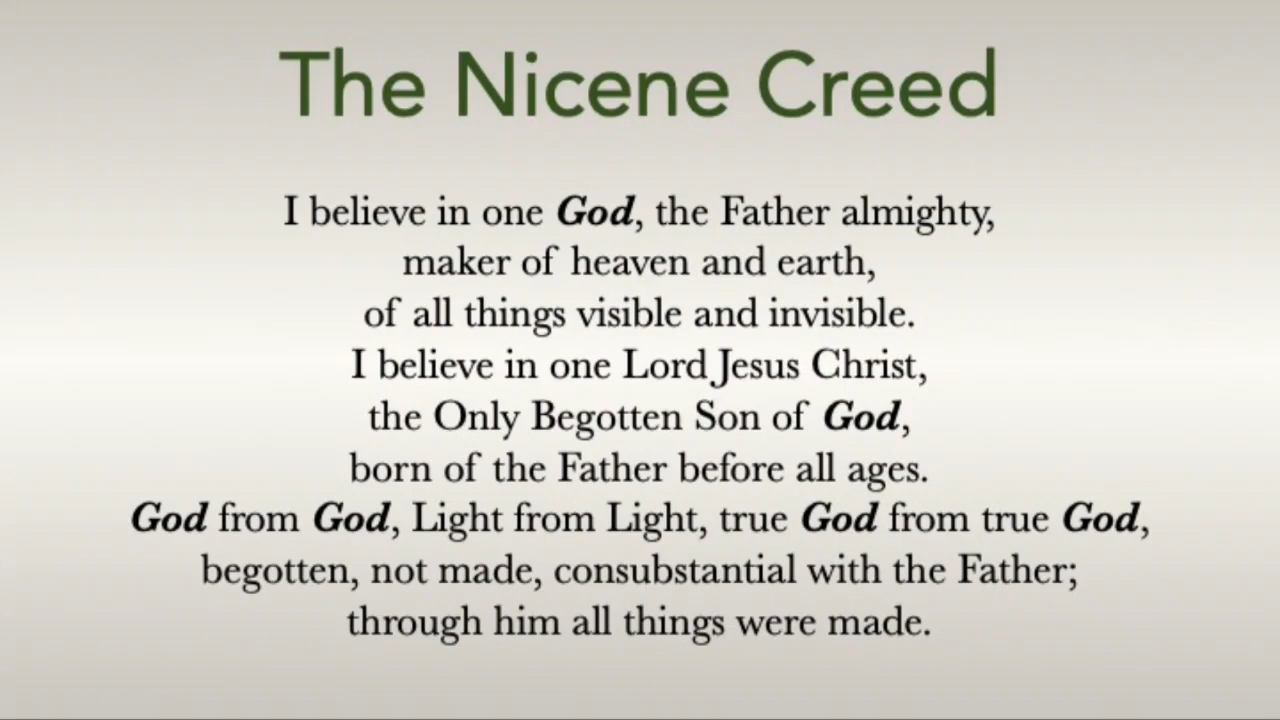 The Nicene Creed
I believe in one God, the Father almighty,
maker of heaven and earth,
of all things visible and invisible.
I believe in one Lord Jesus Christ,
the Only Begotten Son of God,
born of the Father before all ages.
God from God, Light from Light, true God from true God,
begotten, not made, consubstantial with the Father;
through him all things were made.